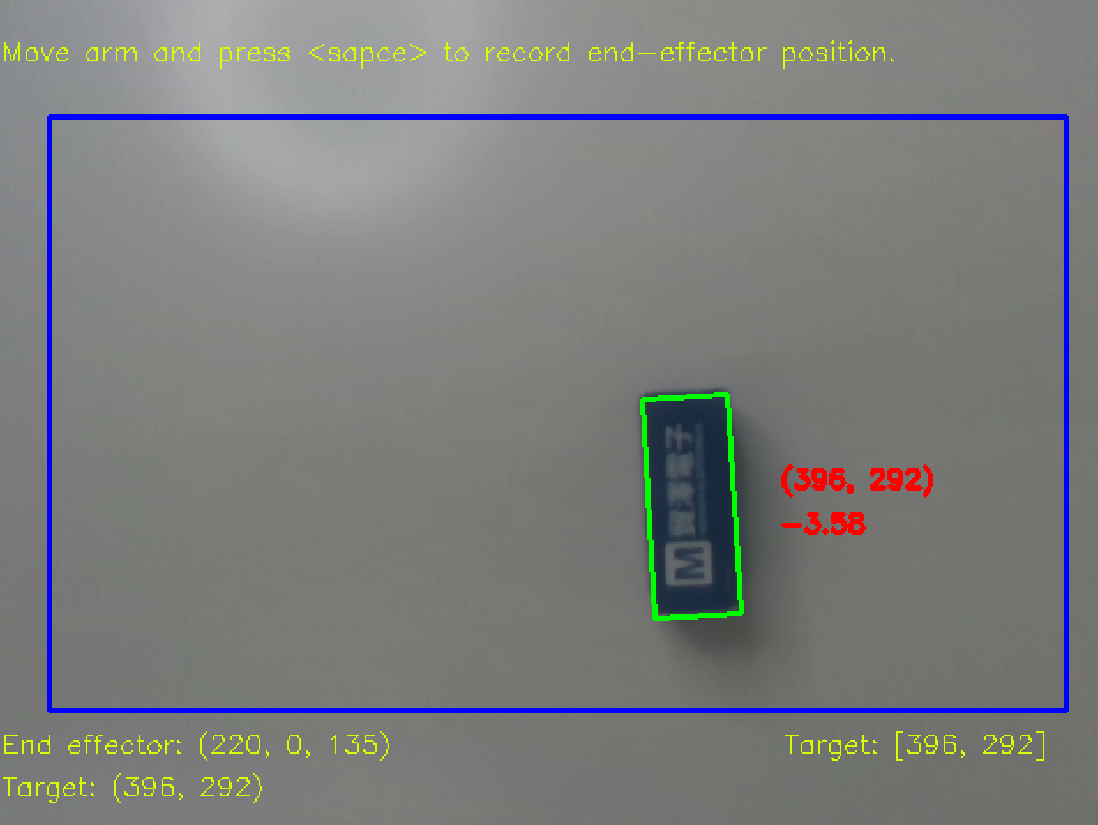 Move arm and press <sapce> to record end-effector position.
(396, 292)
-3.58
M
End effector: (220, 0, 135)
Target: [396, 292]
Target: (396, 292)